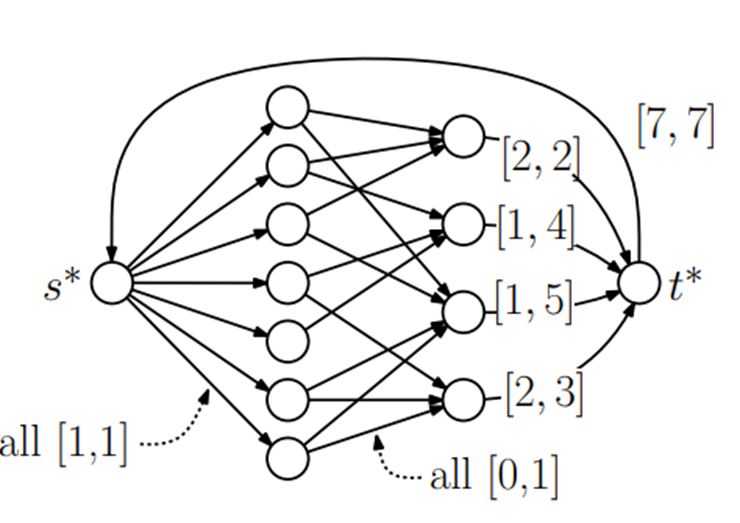 [7, 7]
[2, 2]
[1, 4]
s* t*
[1, 5]
[2, 3]
all [1,1]
all [0,1]